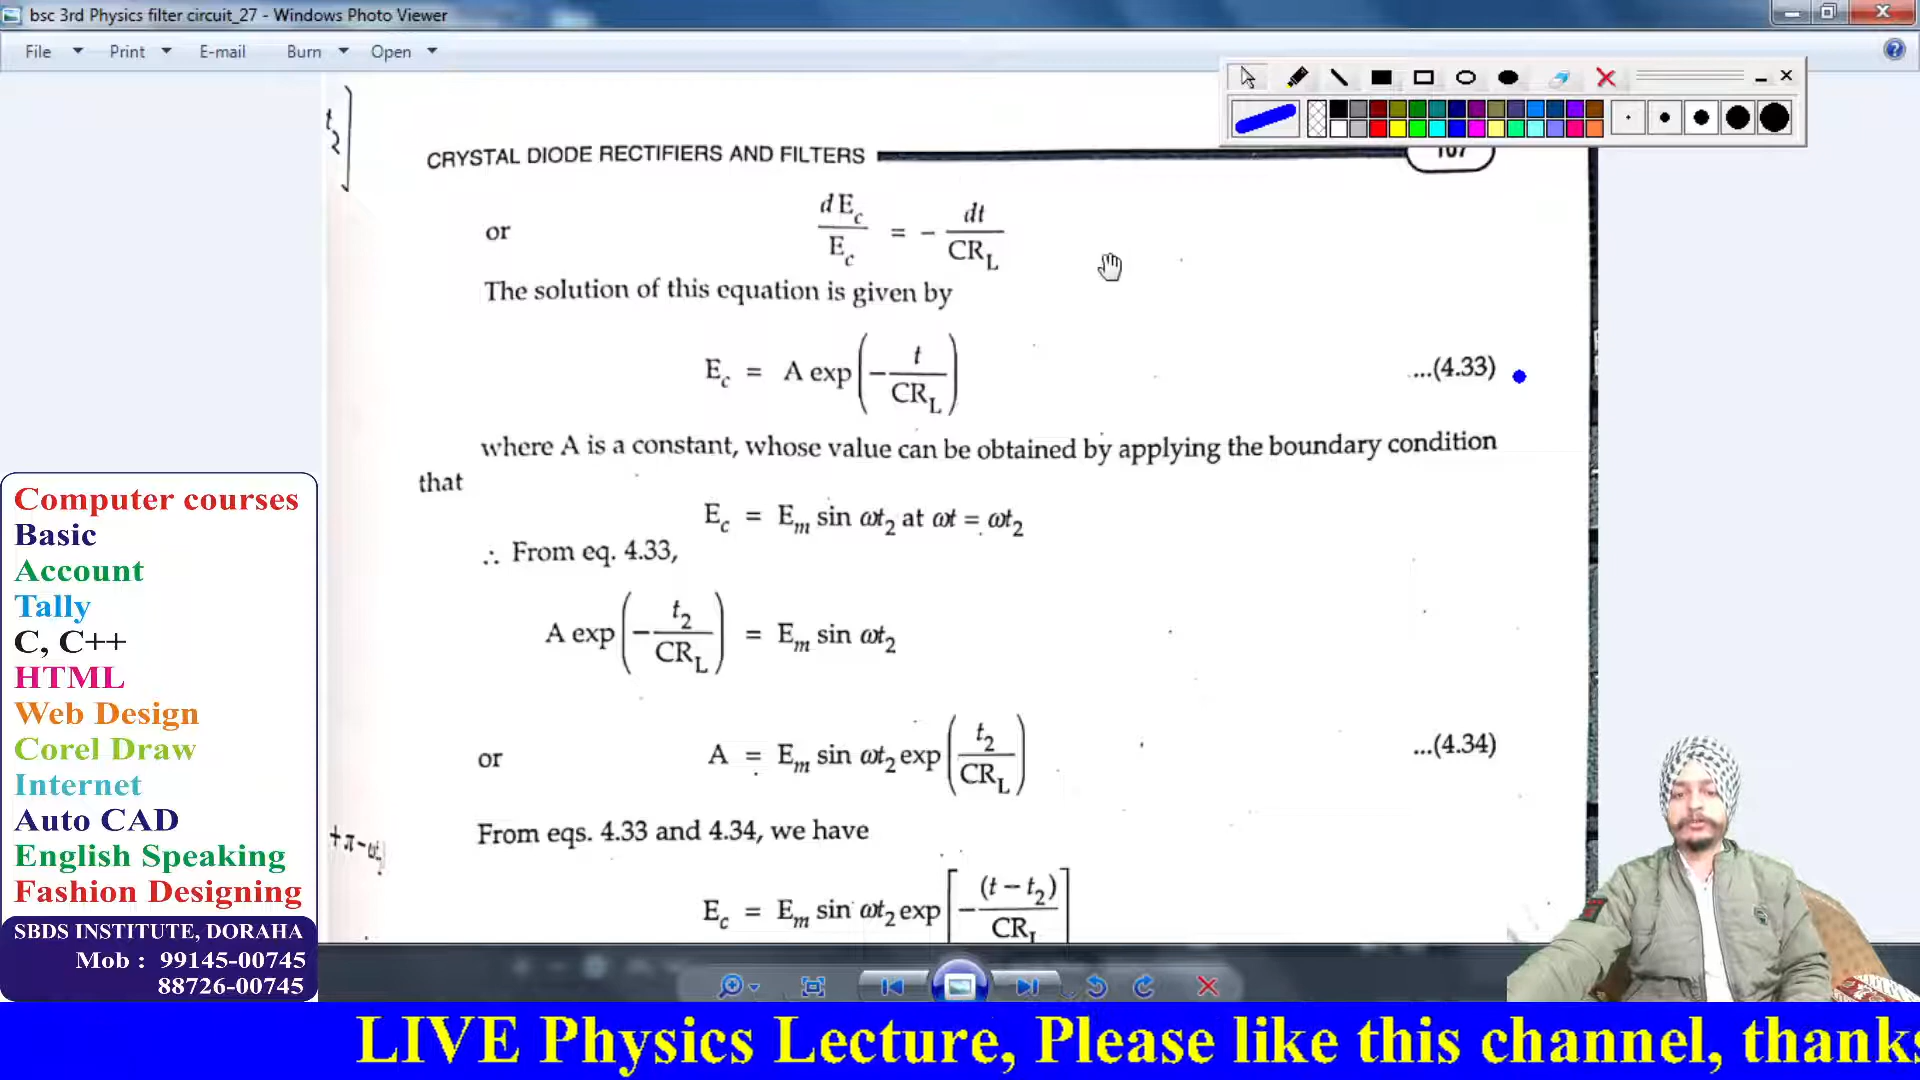 bsc 3rd Physics filter circuit_27 - Windows Photo Viewer
File Print E-mail Burn Open
t2]
CRYSTAL DIODE RECTIFIERS AND FILTERS 107
or dE_c/E_c = - dt/CR_L
The solution of this equation is given by
E_c = A exp(-t/CR_L) ...(4.33)
where A is a constant, whose value can be obtained by applying the boundary condition
that
E_c = E_m sin ωt_2 at ωt = ωt_2
∴ From eq. 4.33,
A exp(-t_2/CR_L) = E_m sin ωt_2
or A = E_m sin ωt_2 exp(t_2/CR_L) ...(4.34)
+π-ωt
From eqs. 4.33 and 4.34, we have
E_c = E_m sin ωt_2 exp[-(t-t_2)/CR_L]
Computer courses
Basic
Account
Tally
C, C++
HTML
Web Design
Corel Draw
Internet
Auto CAD
English Speaking
Fashion Designing
SBDS INSTITUTE, DORAHA
Mob : 99145-00745
88726-00745
LIVE Physics Lecture, Please like this channel, thanks